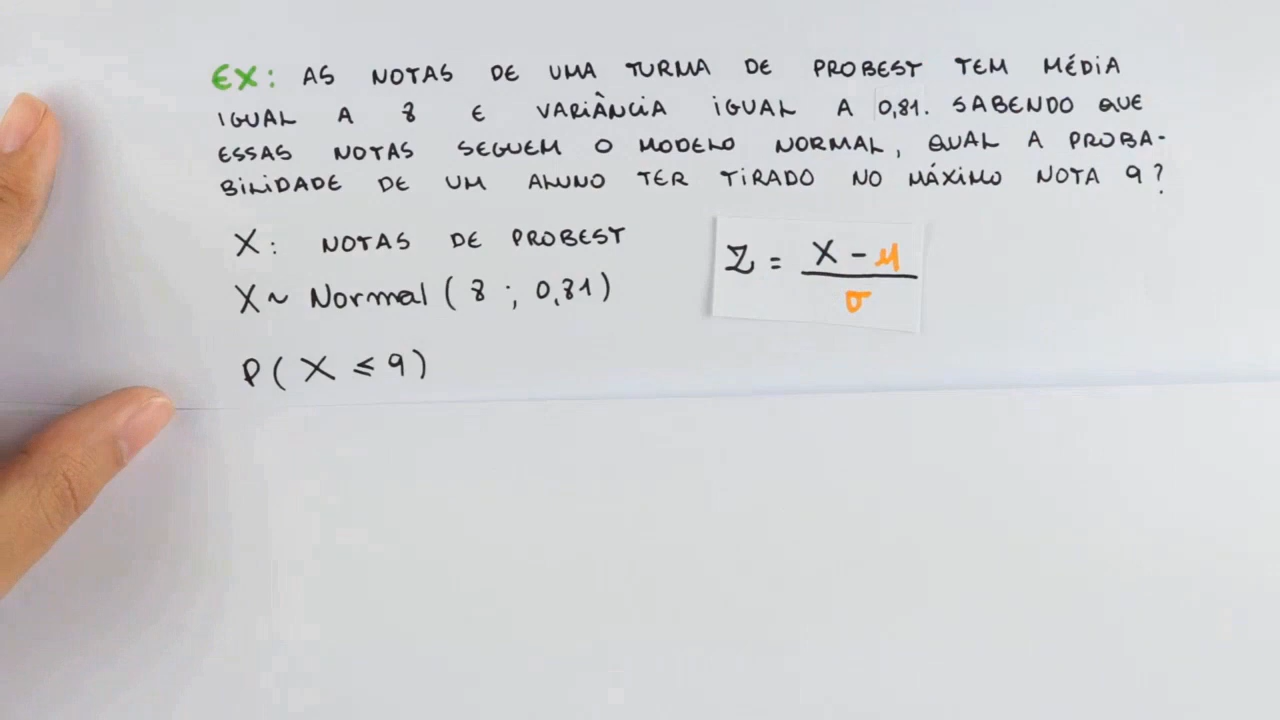 EX: AS NOTAS DE UMA TURMA DE PROBEST TEM MÉDIA
IGUAL A 8 E VARIÂNCIA IGUAL A 0,81. SABENDO QUE
ESSAS NOTAS SEGUEM O MODELO NORMAL, QUAL A PROBA-
BILIDADE DE UM ALUNO TER TIRADO NO MÁXIMO NOTA 9?
X: NOTAS DE PROBEST
X ~ Normal (8 ; 0,81)
Z = X - μ / σ
P(X ≤ 9)